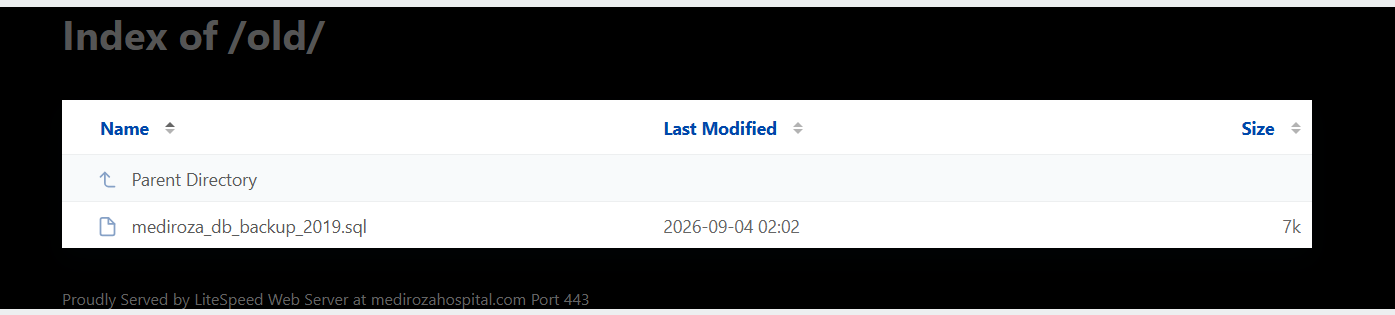 Index of /old/
Name Last Modified Size
Parent Directory
mediroza_db_backup_2019.sql 2026-09-04 02:02 7k
Proudly Served by LiteSpeed Web Server at medirozahospital.com Port 443